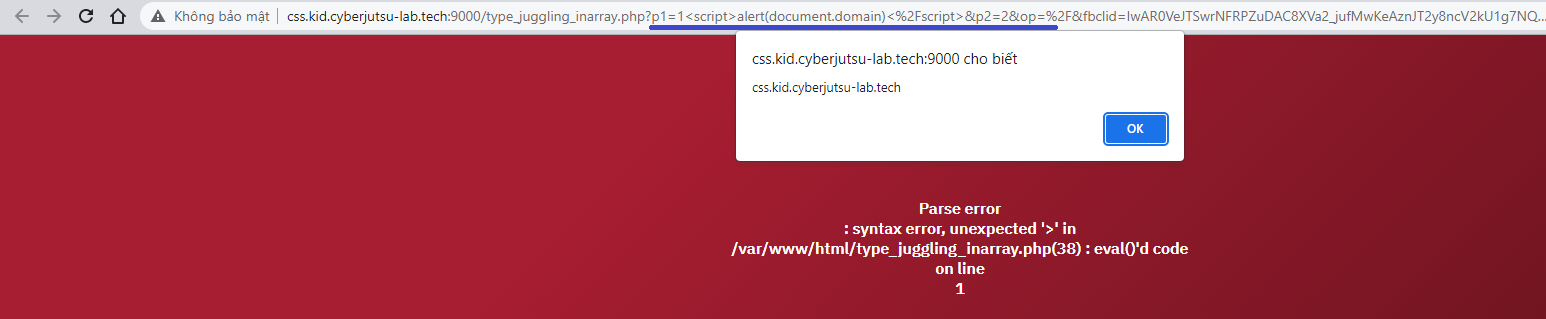 Không bảo mật
css.kid.cyberjutsu-lab.tech:9000/type_juggling_inarray.php?p1=1<script>alert(document.domain)<%2Fscript>&p2=2&op=%2F&fbclid=IwAR0VeJTSwrNFRPZuDAC8XVa2_jufMwKeAznJT2y8ncV2kU1g7NQ...
css.kid.cyberjutsu-lab.tech:9000 cho biết
css.kid.cyberjutsu-lab.tech
OK
Parse error
: syntax error, unexpected '>' in
/var/www/html/type_juggling_inarray.php(38) : eval()'d code
on line
1